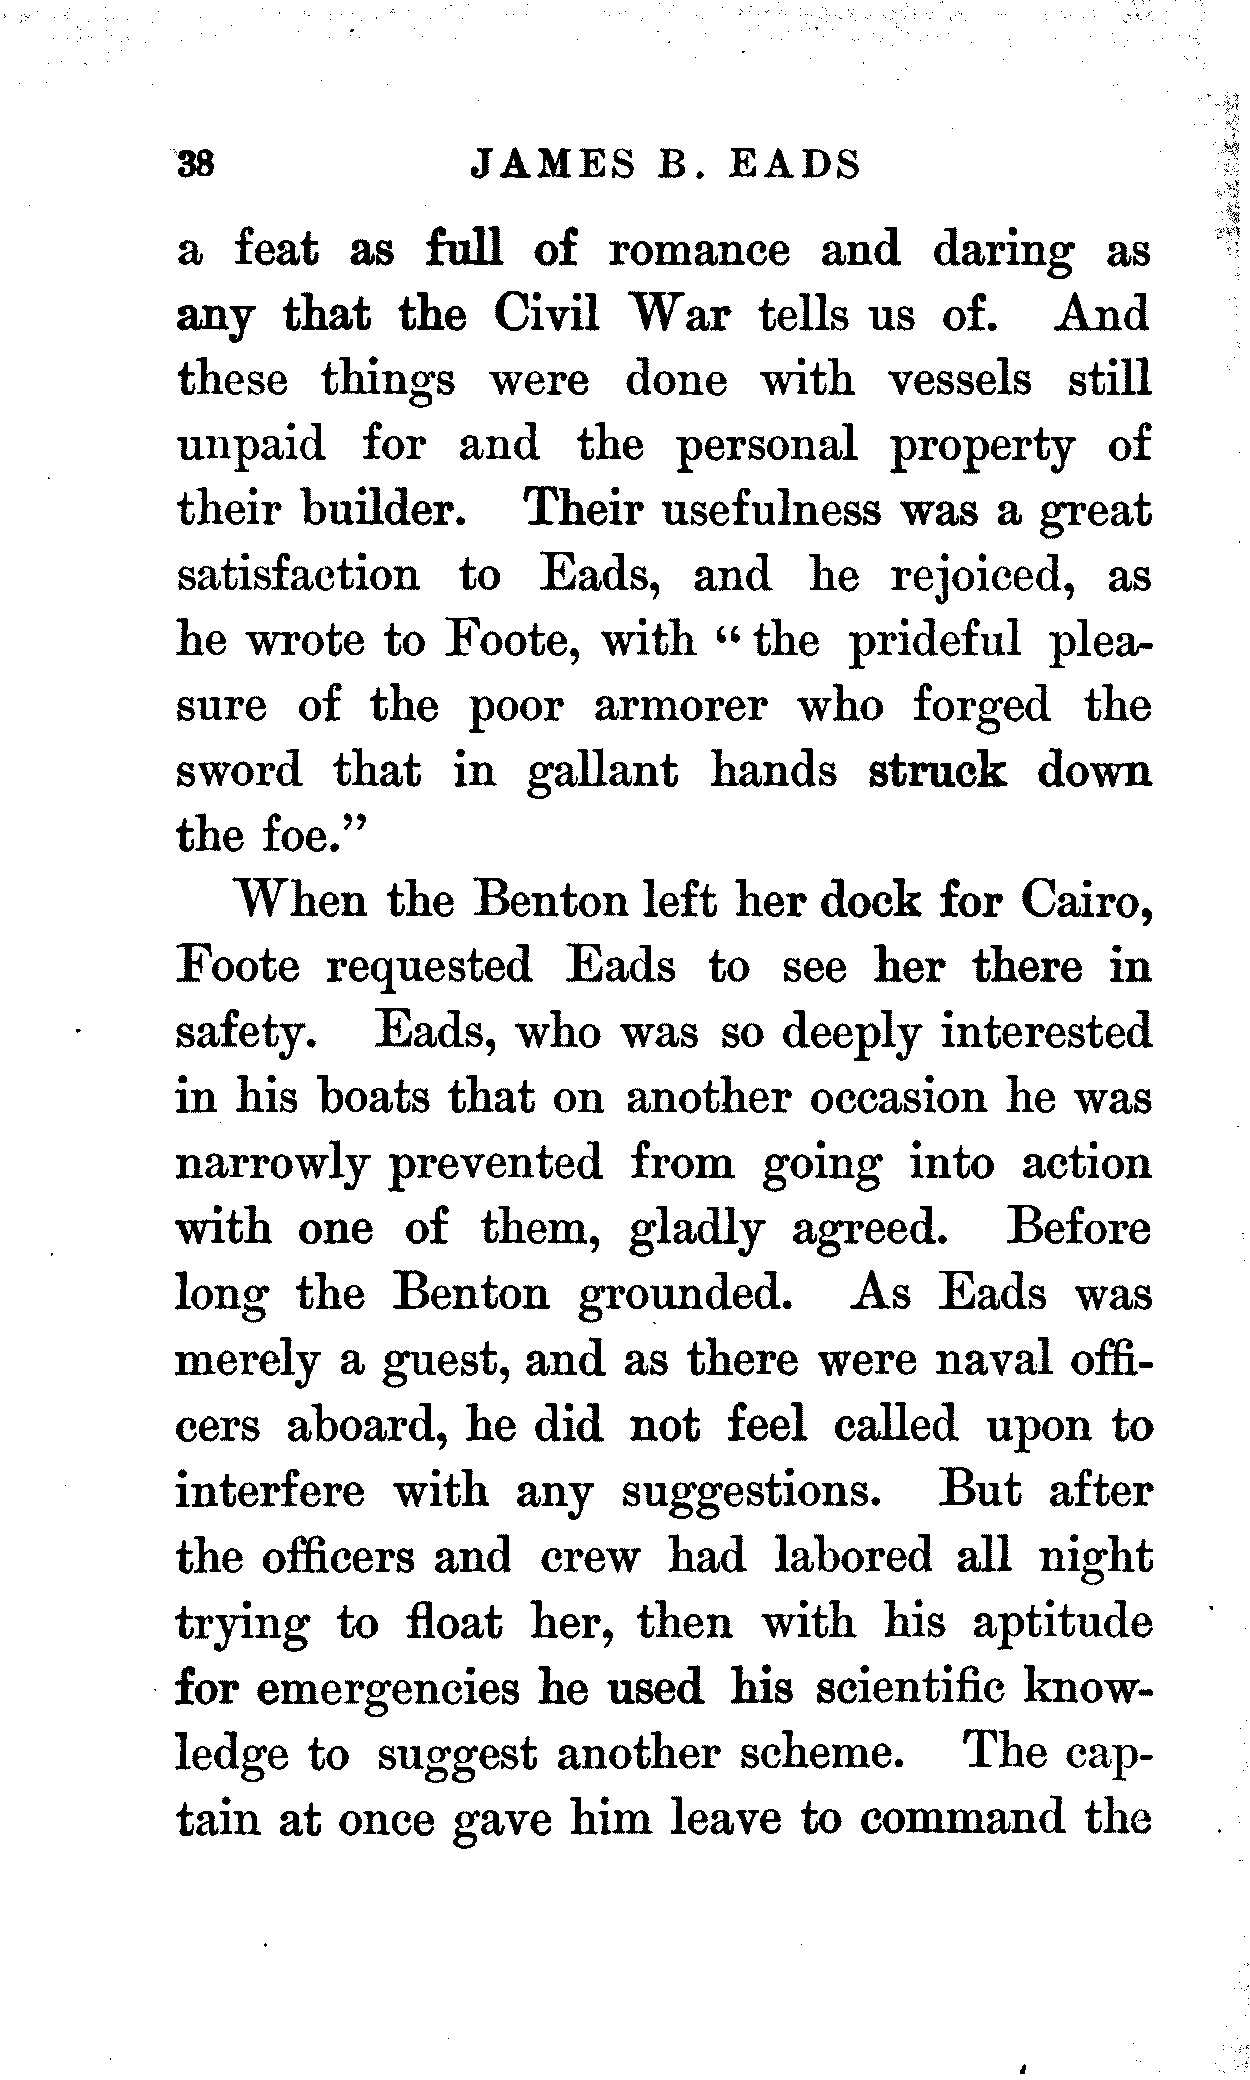 38 JAMES B. EADS
a feat as full of romance and daring as
any that the Civil War tells us of. And
these things were done with vessels still
unpaid for and the personal property of
their builder. Their usefulness was a great
satisfaction to Eads, and he rejoiced, as
he wrote to Foote, with “the prideful plea-
sure of the poor armorer who forged the
sword that in gallant hands struck down
the foe.”
When the Benton left her dock for Cairo,
Foote requested Eads to see her there in
safety. Eads, who was so deeply interested
in his boats that on another occasion he was
narrowly prevented from going into action
with one of them, gladly agreed. Before
long the Benton grounded. As Eads was
merely a guest, and as there were naval offi-
cers aboard, he did not feel called upon to
interfere with any suggestions. But after
the officers and crew had labored all night
trying to float her, then with his aptitude
for emergencies he used his scientific know-
ledge to suggest another scheme. The cap-
tain at once gave him leave to command the